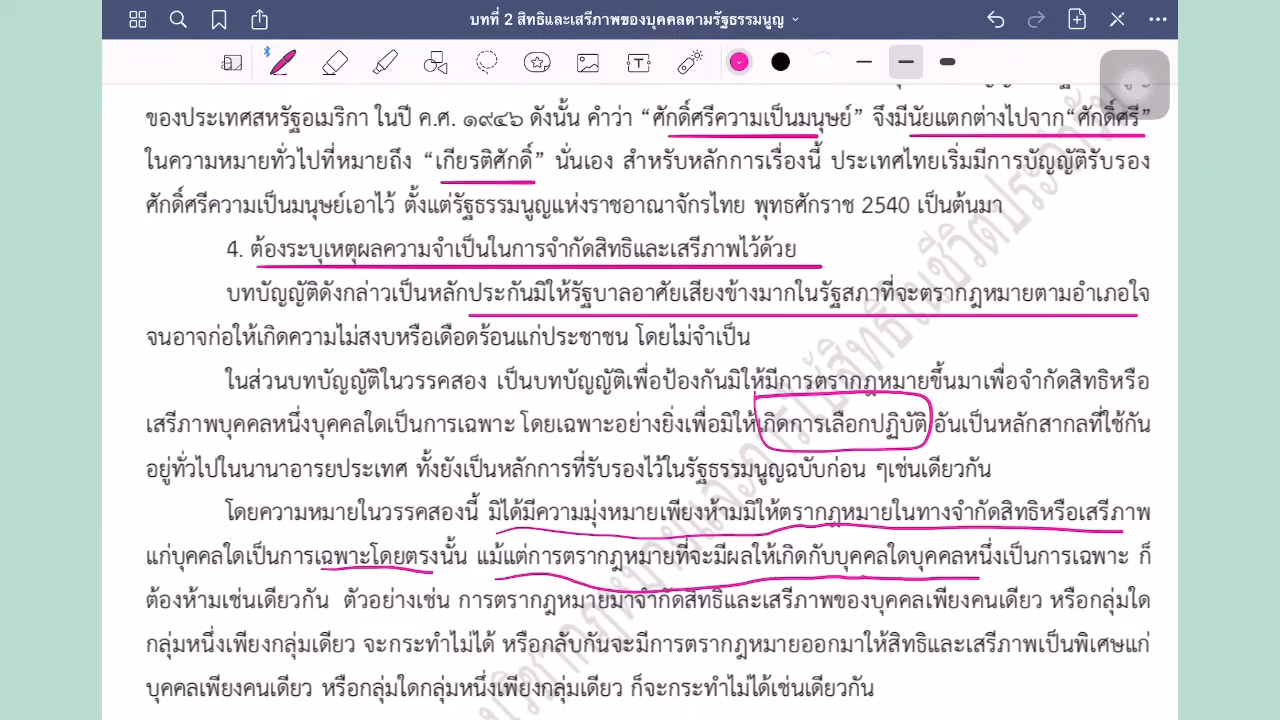 บทที่ 2 สิทธิและเสรีภาพของบุคคลตามรัฐธรรมนูญ
ของประเทศสหรัฐอเมริกา ในปี ค.ศ. ๑๙๔๖ ดังนั้น คำว่า “ศักดิ์ศรีความเป็นมนุษย์” จึงมีนัยแตกต่างไปจาก“ศักดิ์ศรี”
ในความหมายทั่วไปที่หมายถึง “เกียรติศักดิ์” นั่นเอง สำหรับหลักการเรื่องนี้ ประเทศไทยเริ่มมีการบัญญัติรับรอง
ศักดิ์ศรีความเป็นมนุษย์เอาไว้ ตั้งแต่รัฐธรรมนูญแห่งราชอาณาจักรไทย พุทธศักราช 2540 เป็นต้นมา
4. ต้องระบุเหตุผลความจำเป็นในการจำกัดสิทธิและเสรีภาพไว้ด้วย
บทบัญญัติดังกล่าวเป็นหลักประกันมิให้รัฐบาลอาศัยเสียงข้างมากในรัฐสภาที่จะตรากฎหมายตามอำเภอใจ
จนอาจก่อให้เกิดความไม่สงบหรือเดือดร้อนแก่ประชาชน โดยไม่จำเป็น
ในส่วนบทบัญญัติในวรรคสอง เป็นบทบัญญัติเพื่อป้องกันมิให้มีการตรากฎหมายขึ้นมาเพื่อจำกัดสิทธิหรือ
เสรีภาพบุคคลหนึ่งบุคคลใดเป็นการเฉพาะ โดยเฉพาะอย่างยิ่งเพื่อมิให้เกิดการเลือกปฏิบัติ อันเป็นหลักสากลที่ใช้กัน
อยู่ทั่วไปในนานาอารยประเทศ ทั้งยังเป็นหลักการที่รับรองไว้ในรัฐธรรมนูญฉบับก่อน ๆเช่นเดียวกัน
โดยความหมายในวรรคสองนี้ มิได้มีความมุ่งหมายเพียงห้ามมิให้ตรากฎหมายในทางจำกัดสิทธิหรือเสรีภาพ
แก่บุคคลใดเป็นการเฉพาะโดยตรงนั้น แม้แต่การตรากฎหมายที่จะมีผลให้เกิดกับบุคคลใดบุคคลหนึ่งเป็นการเฉพาะ ก็
ต้องห้ามเช่นเดียวกัน ตัวอย่างเช่น การตรากฎหมายมาจำกัดสิทธิและเสรีภาพของบุคคลเพียงคนเดียว หรือกลุ่มใด
กลุ่มหนึ่งเพียงกลุ่มเดียว จะกระทำไม่ได้ หรือกลับกันจะมีการตรากฎหมายออกมาให้สิทธิและเสรีภาพเป็นพิเศษแก่
บุคคลเพียงคนเดียว หรือกลุ่มใดกลุ่มหนึ่งเพียงกลุ่มเดียว ก็จะกระทำไม่ได้เช่นเดียวกัน